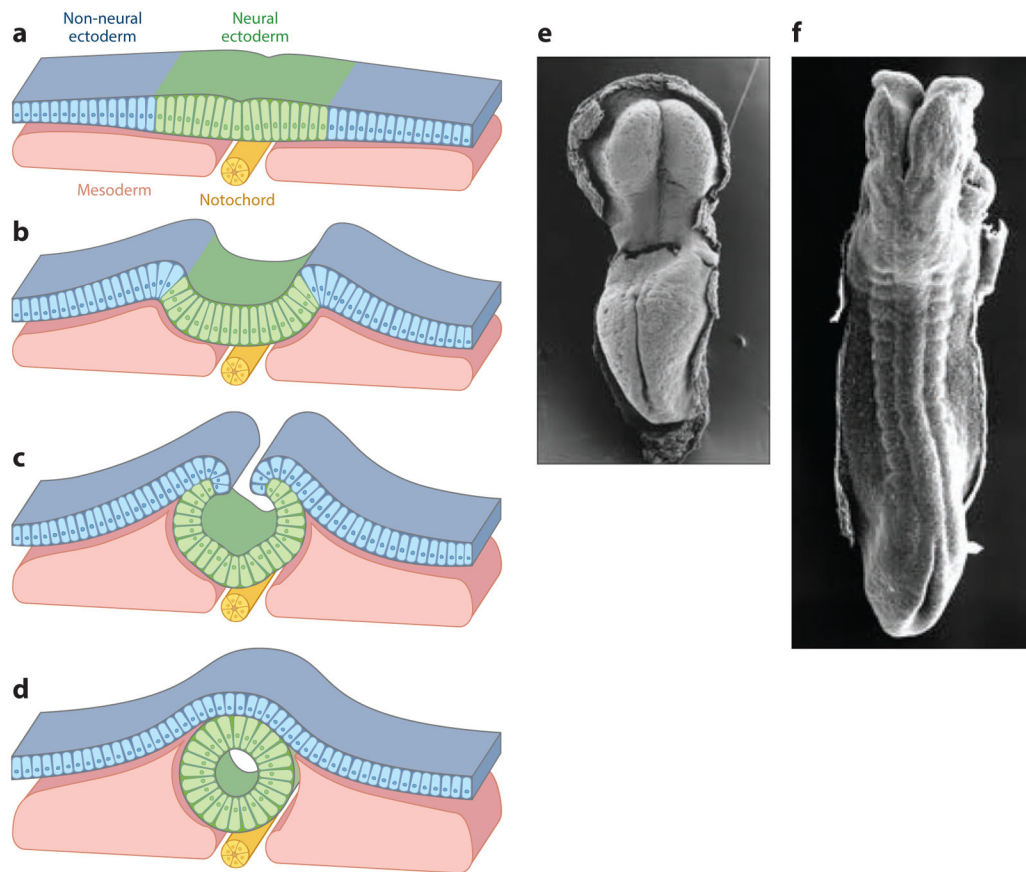 a
Non-neural
ectoderm
Neural
ectoderm
Mesoderm
Notochord
b
c
d
e
f